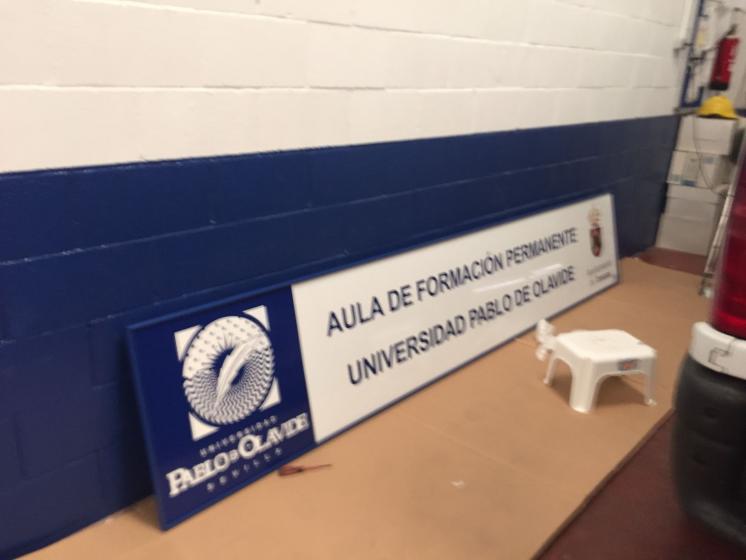 AULA DE FORMACIÓN PERMANENTE
UNIVERSIDAD PABLO DE OLAVIDE
UNIVERSIDAD
PABLO DE OLAVIDE
SEVILLA